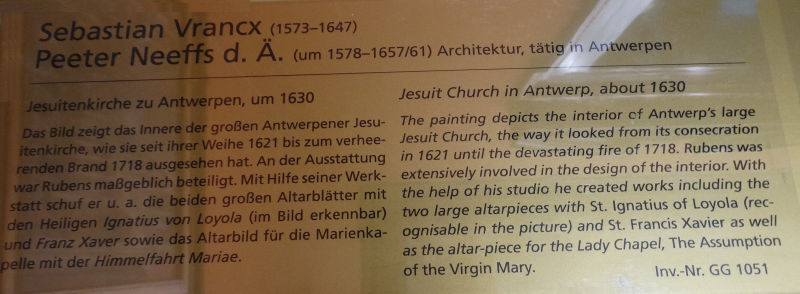 Sebastian Vrancx (1573–1647)
Peeter Neeffs d. Ä. (um 1578–1657/61) Architektur, tätig in Antwerpen
Jesuitenkirche zu Antwerpen, um 1630
Das Bild zeigt das Innere der großen Antwerpener Jesu-
itenkirche, wie sie seit ihrer Weihe 1621 bis zum verhee-
renden Brand 1718 ausgesehen hat. An der Ausstattung
war Rubens maßgeblich beteiligt. Mit Hilfe seiner Werk-
statt schuf er u. a. die beiden großen Altarblätter mit
den Heiligen Ignatius von Loyola (im Bild erkennbar)
und Franz Xaver sowie das Altarbild für die Marienka-
pelle mit der Himmelfahrt Mariae.
Jesuit Church in Antwerp, about 1630
The painting depicts the interior of Antwerp's large
Jesuit Church, the way it looked from its consecration
in 1621 until the devastating fire of 1718. Rubens was
extensively involved in the design of the interior. With
the help of his studio he created works including the
two large altarpieces with St. Ignatius of Loyola (rec-
ognisable in the picture) and St. Francis Xavier as well
as the altar-piece for the Lady Chapel, The Assumption
of the Virgin Mary.
Inv.-Nr. GG 1051